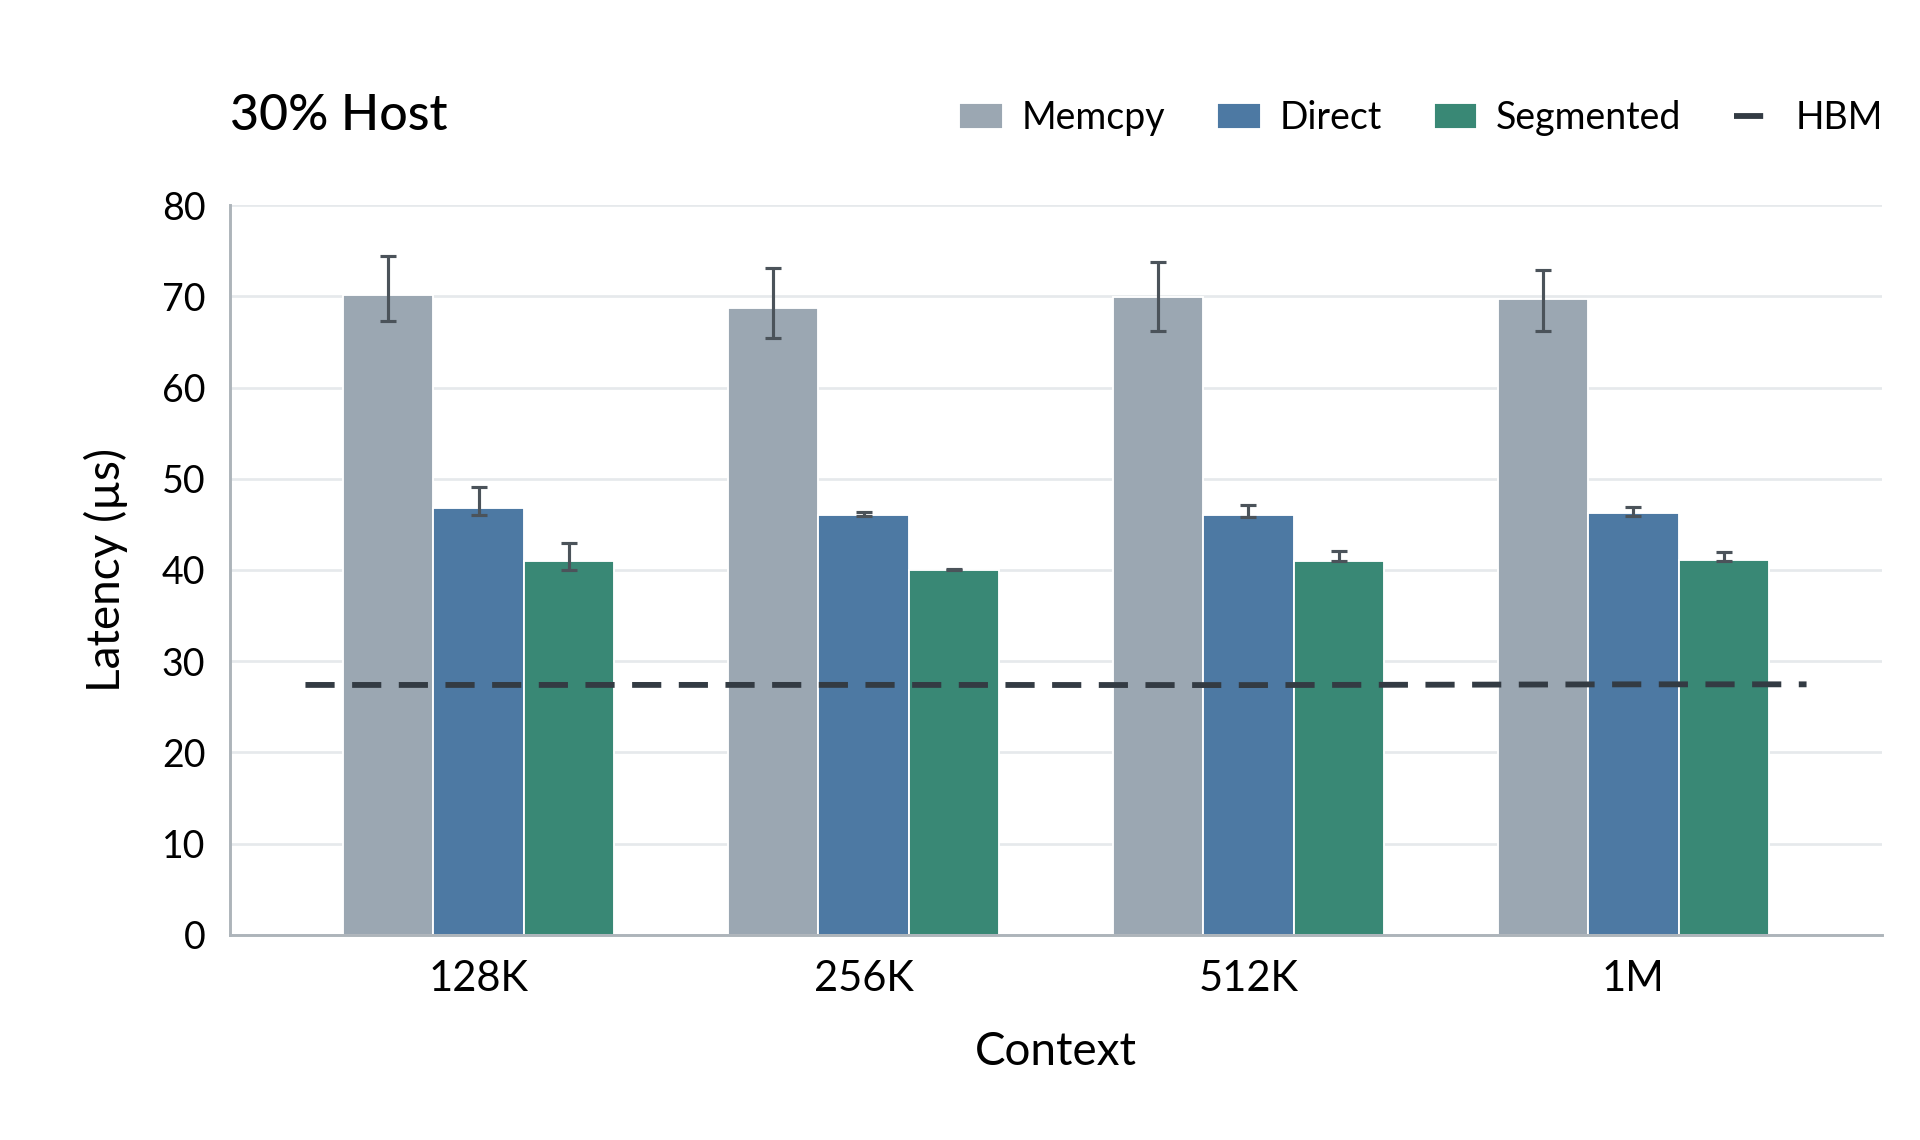 30% Host
Memcpy Direct Segmented HBM
80
70
60
50
40
30
20
10
0
Latency (µs)
128K 256K 512K 1M
Context